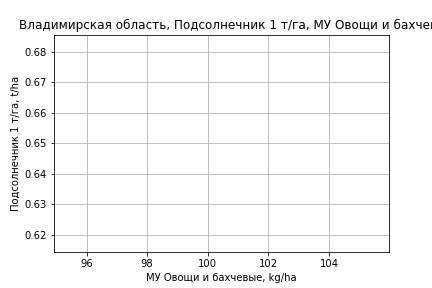 Владимирская область, Подсолнечник 1 т/га, МУ Овощи и бахчев
0.68
0.67
0.66
0.65
0.64
0.63
0.62
Подсолнечник 1 т/га, t/ha
96 98 100 102 104
МУ Овощи и бахчевые, kg/ha